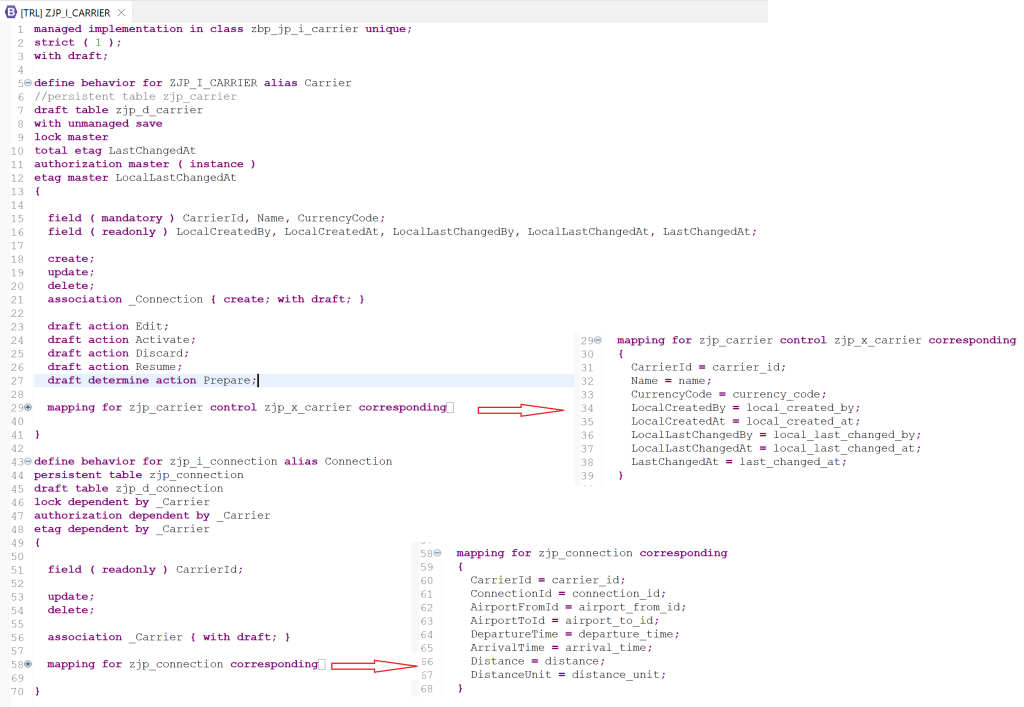 [TRL] ZJP_I_CARRIER
1 managed implementation in class zbp_jp_i_carrier unique;
2 strict ( 1 );
3 with draft;
4
5 define behavior for ZJP_I_CARRIER alias Carrier
6 //persistent table zjp_carrier
7 draft table zjp_d_carrier
8 with unmanaged save
9 lock master
10 total etag LastChangedAt
11 authorization master ( instance )
12 etag master LocalLastChangedAt
13 {
14
15 field ( mandatory ) CarrierId, Name, CurrencyCode;
16 field ( readonly ) LocalCreatedBy, LocalCreatedAt, LocalLastChangedBy, LocalLastChangedAt, LastChangedAt;
17
18 create;
19 update;
20 delete;
21 association _Connection { create; with draft; }
22
23 draft action Edit;
24 draft action Activate;
25 draft action Discard;
26 draft action Resume;
27 draft determine action Prepare;
28
29 mapping for zjp_carrier control zjp_x_carrier corresponding
40
41 }
42
43 define behavior for zjp_i_connection alias Connection
44 persistent table zjp_connection
45 draft table zjp_d_connection
46 lock dependent by _Carrier
47 authorization dependent by _Carrier
48 etag dependent by _Carrier
49 {
50
51 field ( readonly ) CarrierId;
52
53 update;
54 delete;
55
56 association _Carrier { with draft; }
57
58 mapping for zjp_connection corresponding
69
70 }
29 mapping for zjp_carrier control zjp_x_carrier corresponding
30 {
31 CarrierId = carrier_id;
32 Name = name;
33 CurrencyCode = currency_code;
34 LocalCreatedBy = local_created_by;
35 LocalCreatedAt = local_created_at;
36 LocalLastChangedBy = local_last_changed_by;
37 LocalLastChangedAt = local_last_changed_at;
38 LastChangedAt = last_changed_at;
39 }
58 mapping for zjp_connection corresponding
59 {
60 CarrierId = carrier_id;
61 ConnectionId = connection_id;
62 AirportFromId = airport_from_id;
63 AirportToId = airport_to_id;
64 DepartureTime = departure_time;
65 ArrivalTime = arrival_time;
66 Distance = distance;
67 DistanceUnit = distance_unit;
68 }